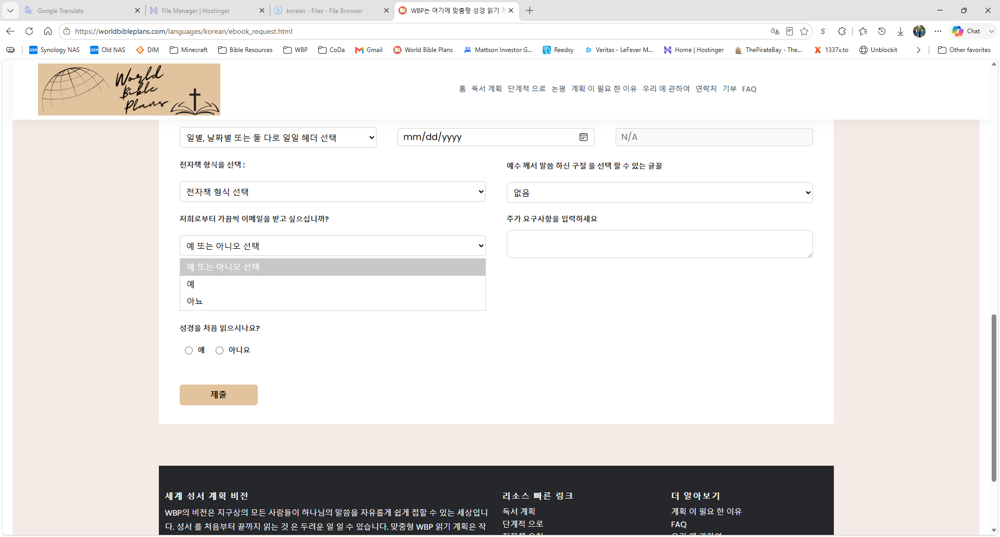 Google Translate
File Manager | Hostinger
korean - Files - File Browser
WBP는 여기에 맞춤형 성경 읽기
https://worldbibleplans.com/languages/korean/ebook_request.html
Chat
Synology NAS
Old NAS
DIM
Minecraft
Bible Resources
WBP
CoDa
Gmail
World Bible Plans
Mattson Investor G...
Reedsy
Veritas - LeFever M...
Home | Hostinger
ThePirateBay - The...
1337x.to
Unblockit
Other favorites
World
Bible
Plans
홈 독서 계획 단계적 으로 논평 계획 이 필요 한 이유 우리 에 관하여 연락처 기부 FAQ
일별, 날짜별 또는 둘 다로 일일 헤더 선택
mm/dd/yyyy
N/A
전자책 형식을 선택 :
예수 께서 말씀 하신 구절 을 선택 할 수 있는 글꼴
전자책 형식 선택
없음
저희로부터 가끔씩 이메일을 받고 싶으십니까?
추가 요구사항을 입력하세요
예 또는 아니오 선택
예 또는 아니오 선택
예
아뇨
성경을 처음 읽으시나요?
예 아니요
제출
세계 성서 계획 비전
WBP의 비전은 지구상의 모든 사람들이 하나님의 말씀을 자유롭게 쉽게 접할 수 있는 세상입니
다. 성서 를 처음부터 끝까지 읽는 것 은 두려운 일 일 수 있습니다. 맞춤형 WBP 읽기 계획은 작
리소스 빠른 링크
독서 계획
단계적 으로
더 알아보기
계획 이 필요 한 이유
FAQ